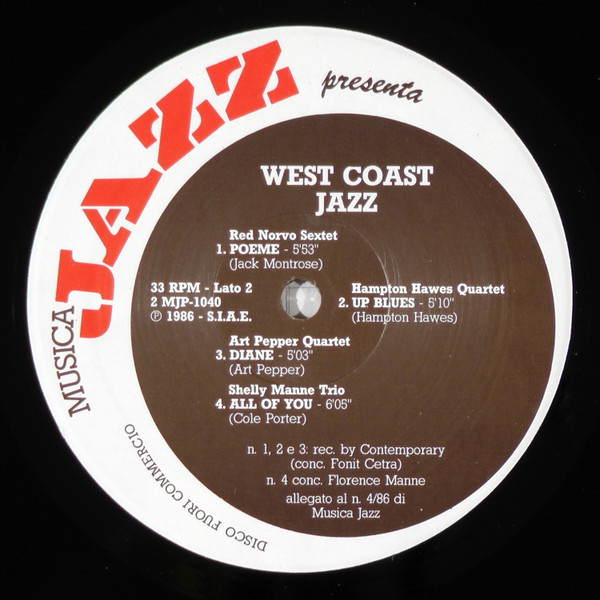 MUSICA
JAZZ
presenta
WEST COAST
JAZZ
Red Norvo Sextet
1. POEME - 5'53"
(Jack Montrose)
33 RPM - Lato 2
2 MJP-1040
℗ 1986 - S.I.A.E.
Hampton Hawes Quartet
2. UP BLUES - 5'10"
(Hampton Hawes)
Art Pepper Quartet
3. DIANE - 5'03"
(Art Pepper)
Shelly Manne Trio
4. ALL OF YOU - 6'05"
(Cole Porter)
n. 1, 2 e 3: rec. by Contemporary
(conc. Fonit Cetra)
n. 4 conc. Florence Manne
allegato al n. 4/86 di
Musica Jazz
DISCO FUORI COMMERCIO